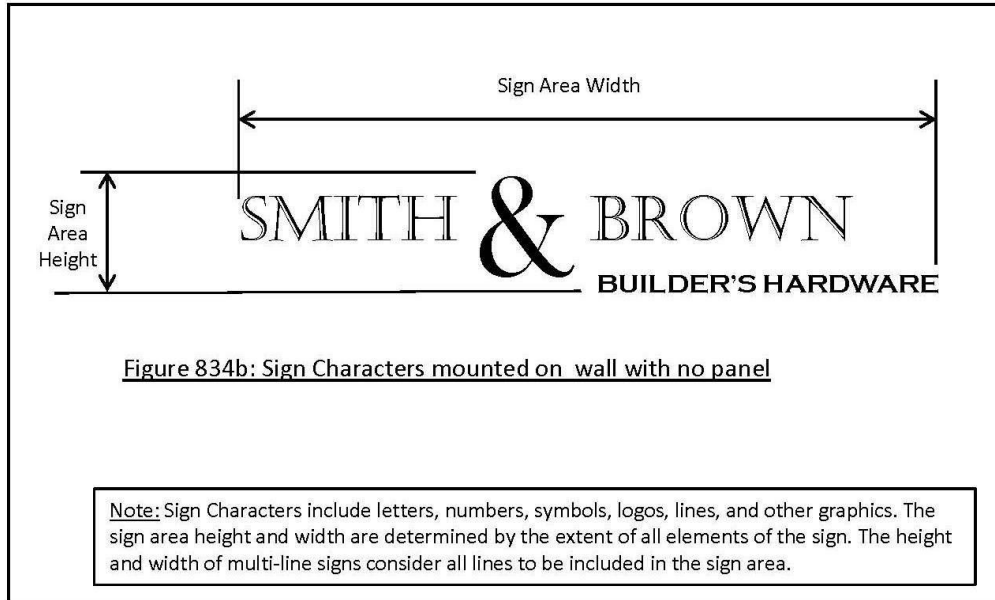 Sign Area Width
Sign
Area
Height
SMITH & BROWN
BUILDER'S HARDWARE
Figure 834b: Sign Characters mounted on wall with no panel
Note: Sign Characters include letters, numbers, symbols, logos, lines, and other graphics. The
sign area height and width are determined by the extent of all elements of the sign. The height
and width of multi-line signs consider all lines to be included in the sign area.